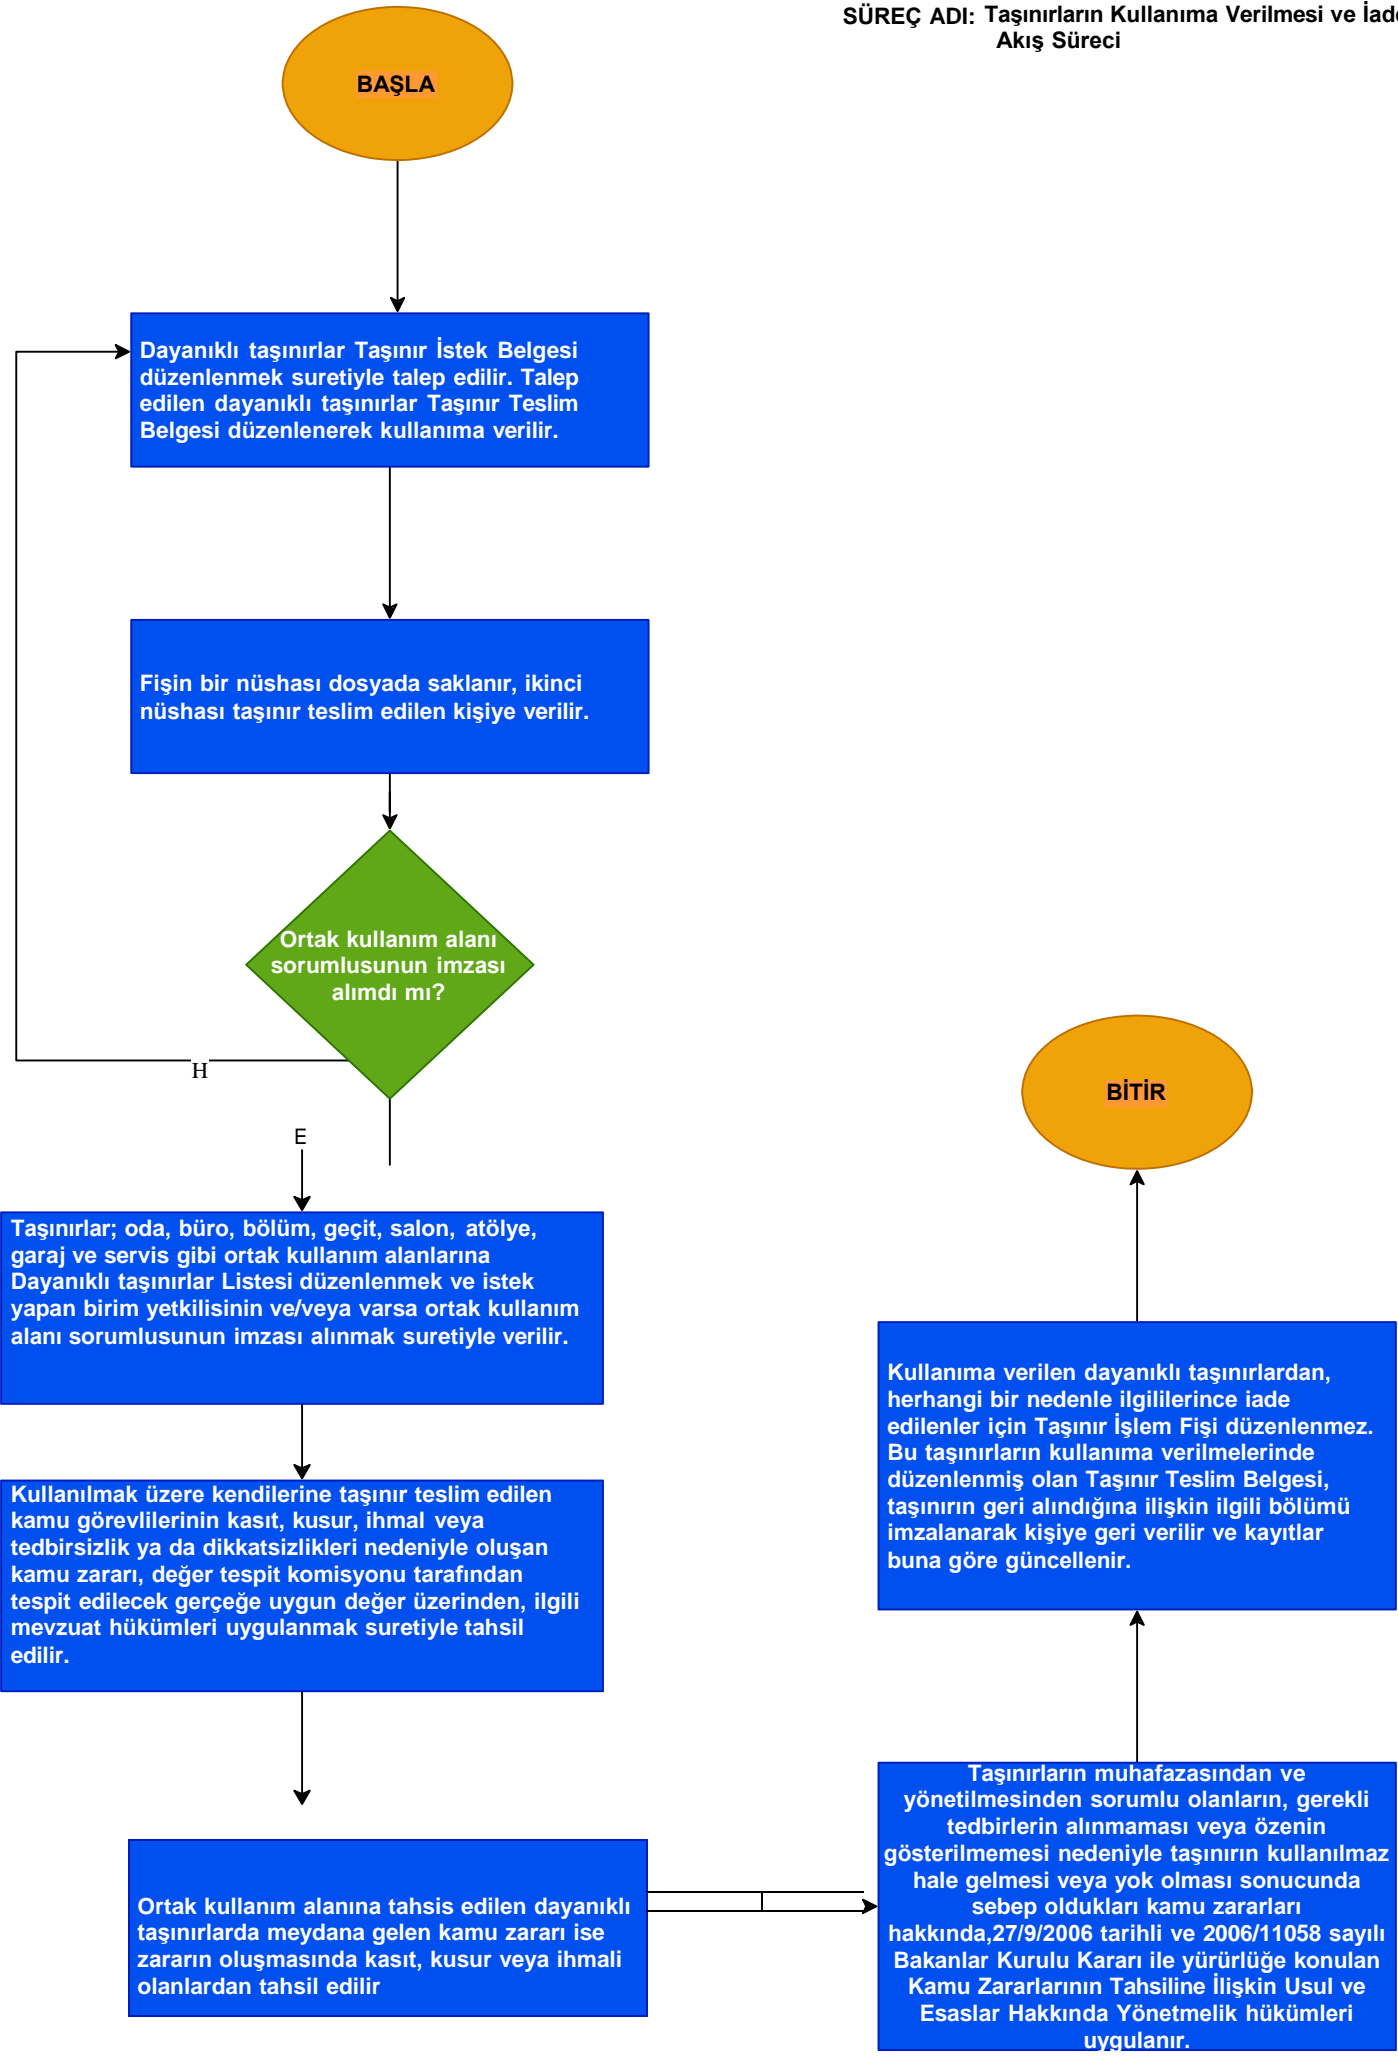 SÜREÇ ADI: Taşınırların Kullanıma Verilmesi ve İade
Akış Süreci
BAŞLA
Dayanıklı taşınırlar Taşınır İstek Belgesi
düzenlenmek suretiyle talep edilir. Talep
edilen dayanıklı taşınırlar Taşınır Teslim
Belgesi düzenlenerek kullanıma verilir.
Fişin bir nüshası dosyada saklanır, ikinci
nüshası taşınır teslim edilen kişiye verilir.
Ortak kullanım alanı
sorumlusunun imzası
alımdı mı?
H
E
Taşınırlar; oda, büro, bölüm, geçit, salon, atölye,
garaj ve servis gibi ortak kullanım alanlarına
Dayanıklı taşınırlar Listesi düzenlenmek ve istek
yapan birim yetkilisinin ve/veya varsa ortak kullanım
alanı sorumlusunun imzası alınmak suretiyle verilir.
Kullanılmak üzere kendilerine taşınır teslim edilen
kamu görevlilerinin kasıt, kusur, ihmal veya
tedbirsizlik ya da dikkatsizlikleri nedeniyle oluşan
kamu zararı, değer tespit komisyonu tarafından
tespit edilecek gerçeğe uygun değer üzerinden, ilgili
mevzuat hükümleri uygulanmak suretiyle tahsil
edilir.
Ortak kullanım alanına tahsis edilen dayanıklı
taşınırlarda meydana gelen kamu zararı ise
zararın oluşmasında kasıt, kusur veya ihmali
olanlardan tahsil edilir
Taşınırların muhafazasından ve
yönetilmesinden sorumlu olanların, gerekli
tedbirlerin alınmaması veya özenin
gösterilmemesi nedeniyle taşınırın kullanılmaz
hale gelmesi veya yok olması sonucunda
sebep oldukları kamu zararları
hakkında,27/9/2006 tarihli ve 2006/11058 sayılı
Bakanlar Kurulu Kararı ile yürürlüğe konulan
Kamu Zararlarının Tahsiline İlişkin Usul ve
Esaslar Hakkında Yönetmelik hükümleri
uygulanır.
Kullanıma verilen dayanıklı taşınırlardan,
herhangi bir nedenle ilgililerince iade
edilenler için Taşınır İşlem Fişi düzenlenmez.
Bu taşınırların kullanıma verilmelerinde
düzenlenmiş olan Taşınır Teslim Belgesi,
taşınırın geri alındığına ilişkin ilgili bölümü
imzalanarak kişiye geri verilir ve kayıtlar
buna göre güncellenir.
BİTİR